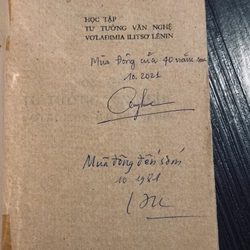 HỌC TẬP
TƯ TƯỞNG VĂN NGHỆ
VƠLAĐIMIA ILITSƠ LÊNIN
Mùa Đông của 40 năm sau
10.2021
Mùa đông đến sớm
10 1981